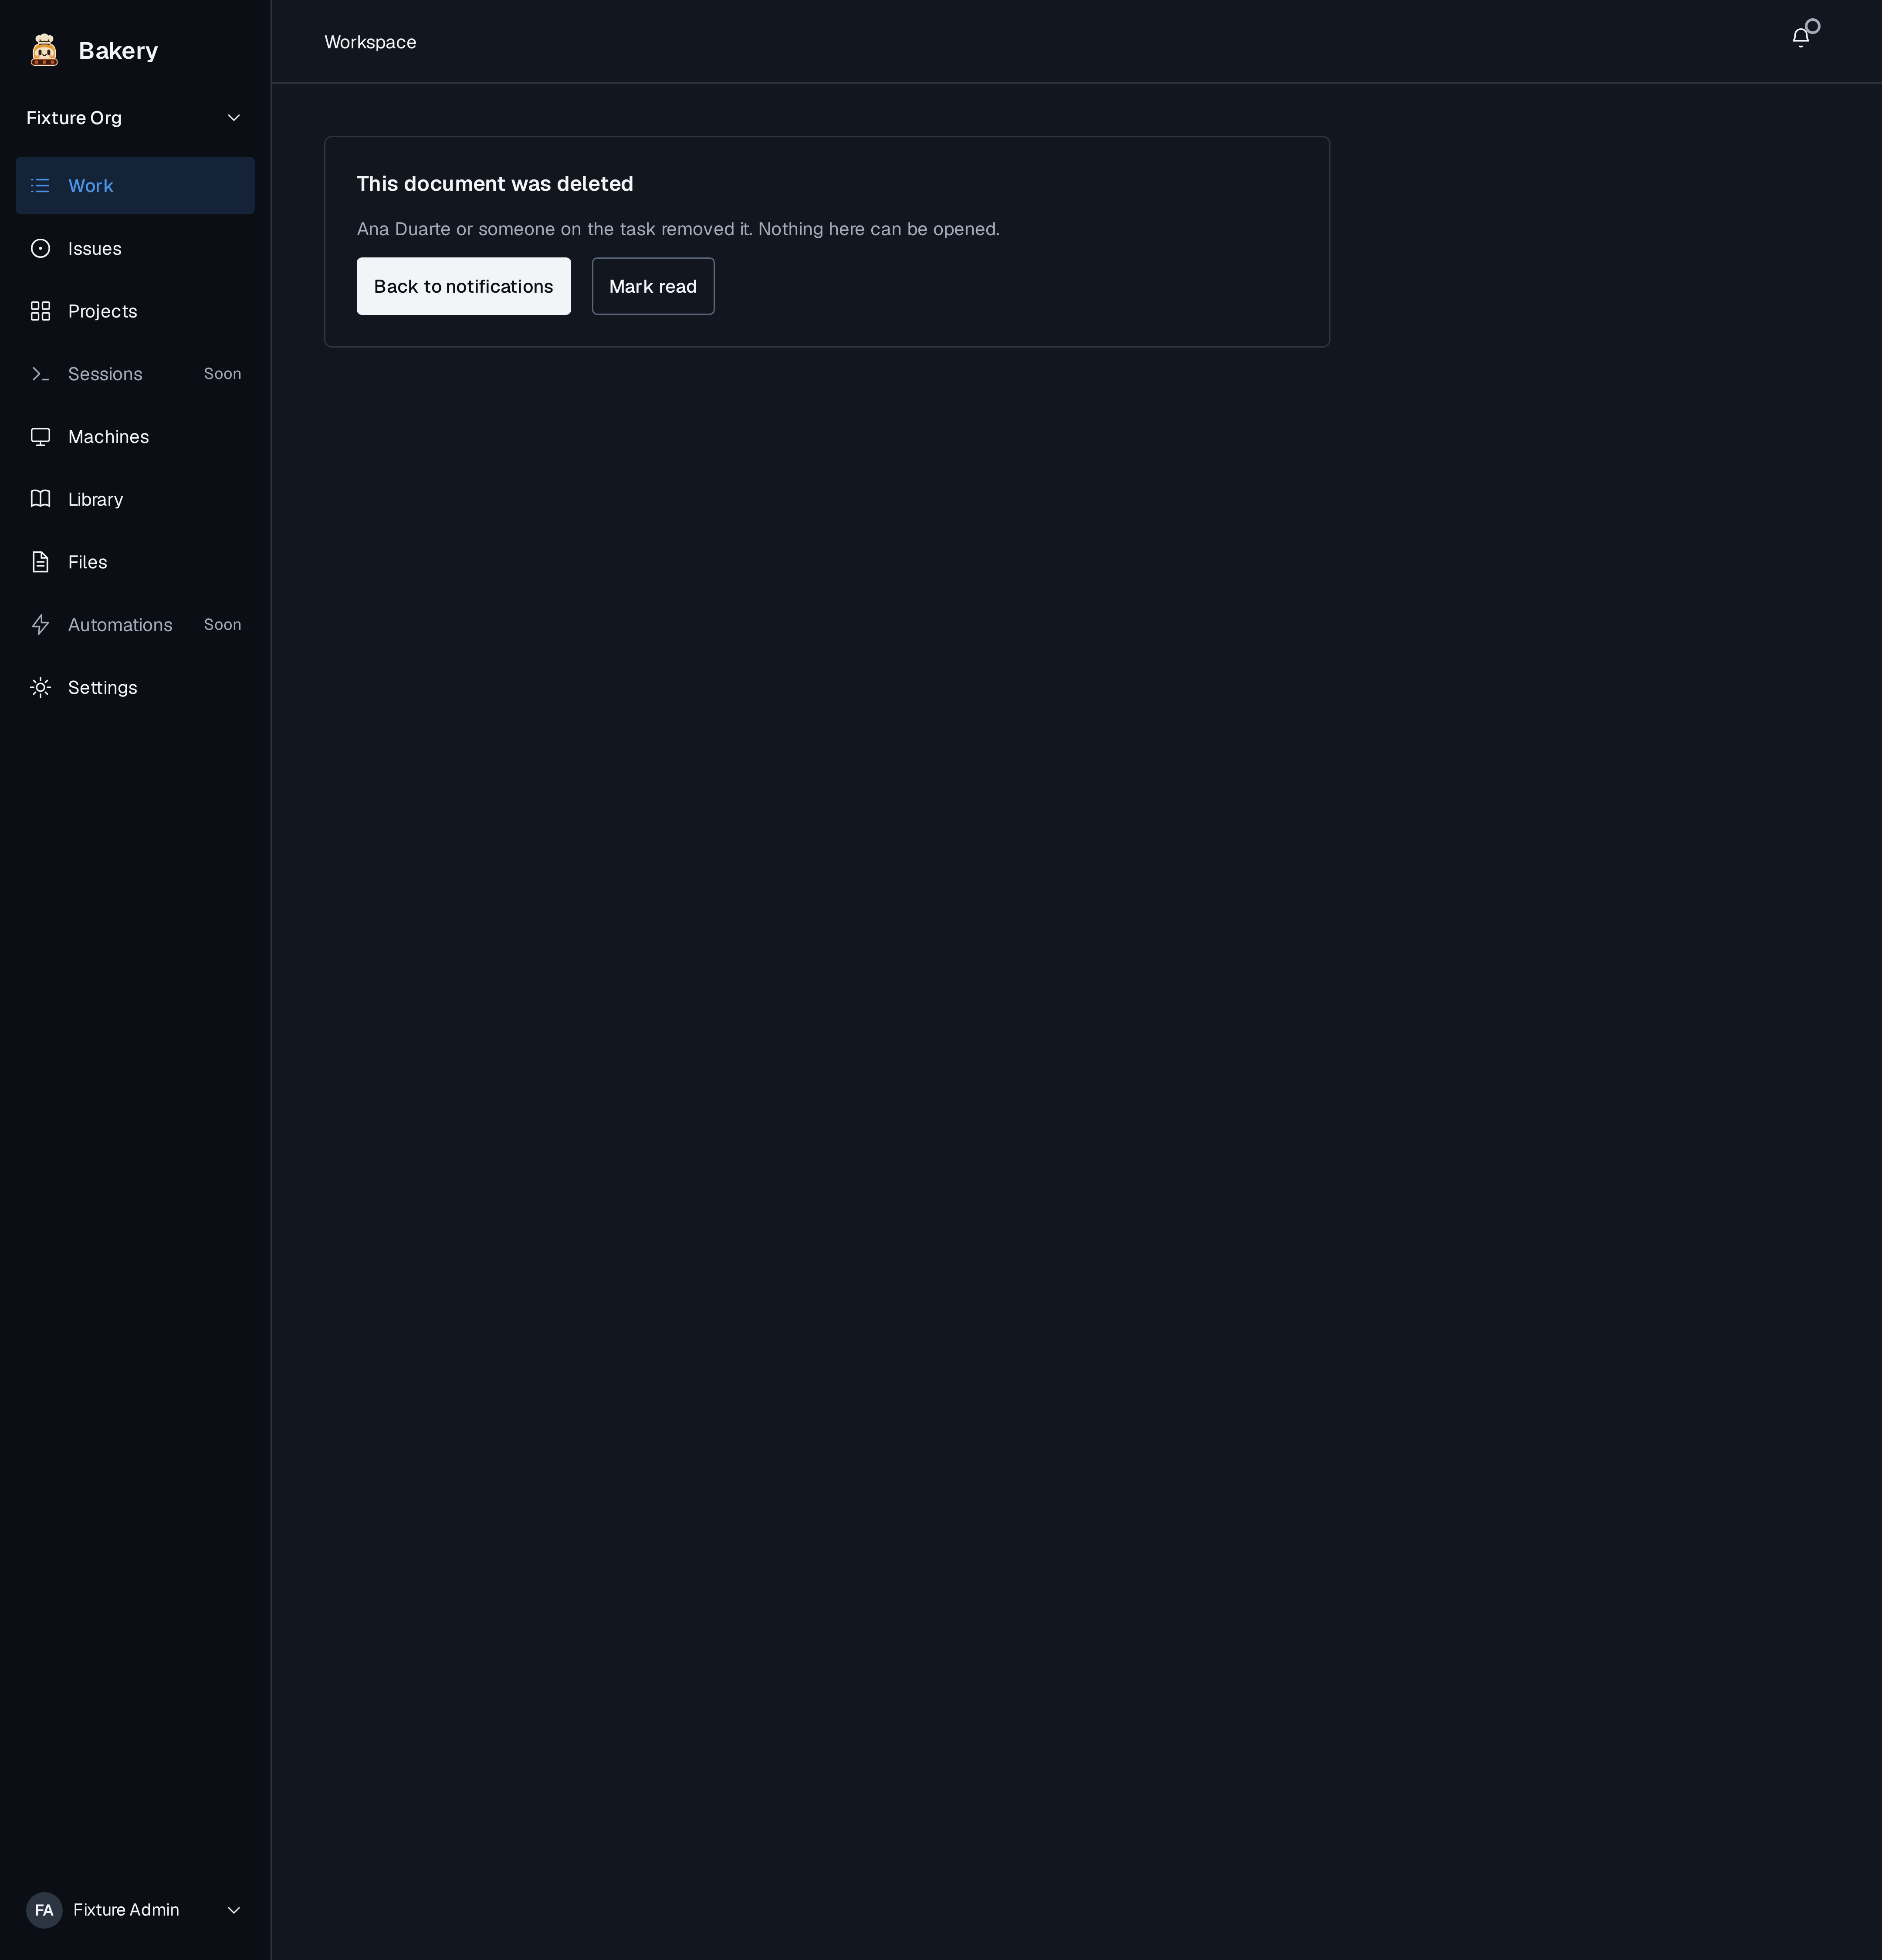 Bakery
Fixture Org
Work
Issues
Projects
Sessions Soon
Machines
Library
Files
Automations Soon
Settings
FA Fixture Admin
Workspace
This document was deleted
Ana Duarte or someone on the task removed it. Nothing here can be opened.
Back to notifications Mark read